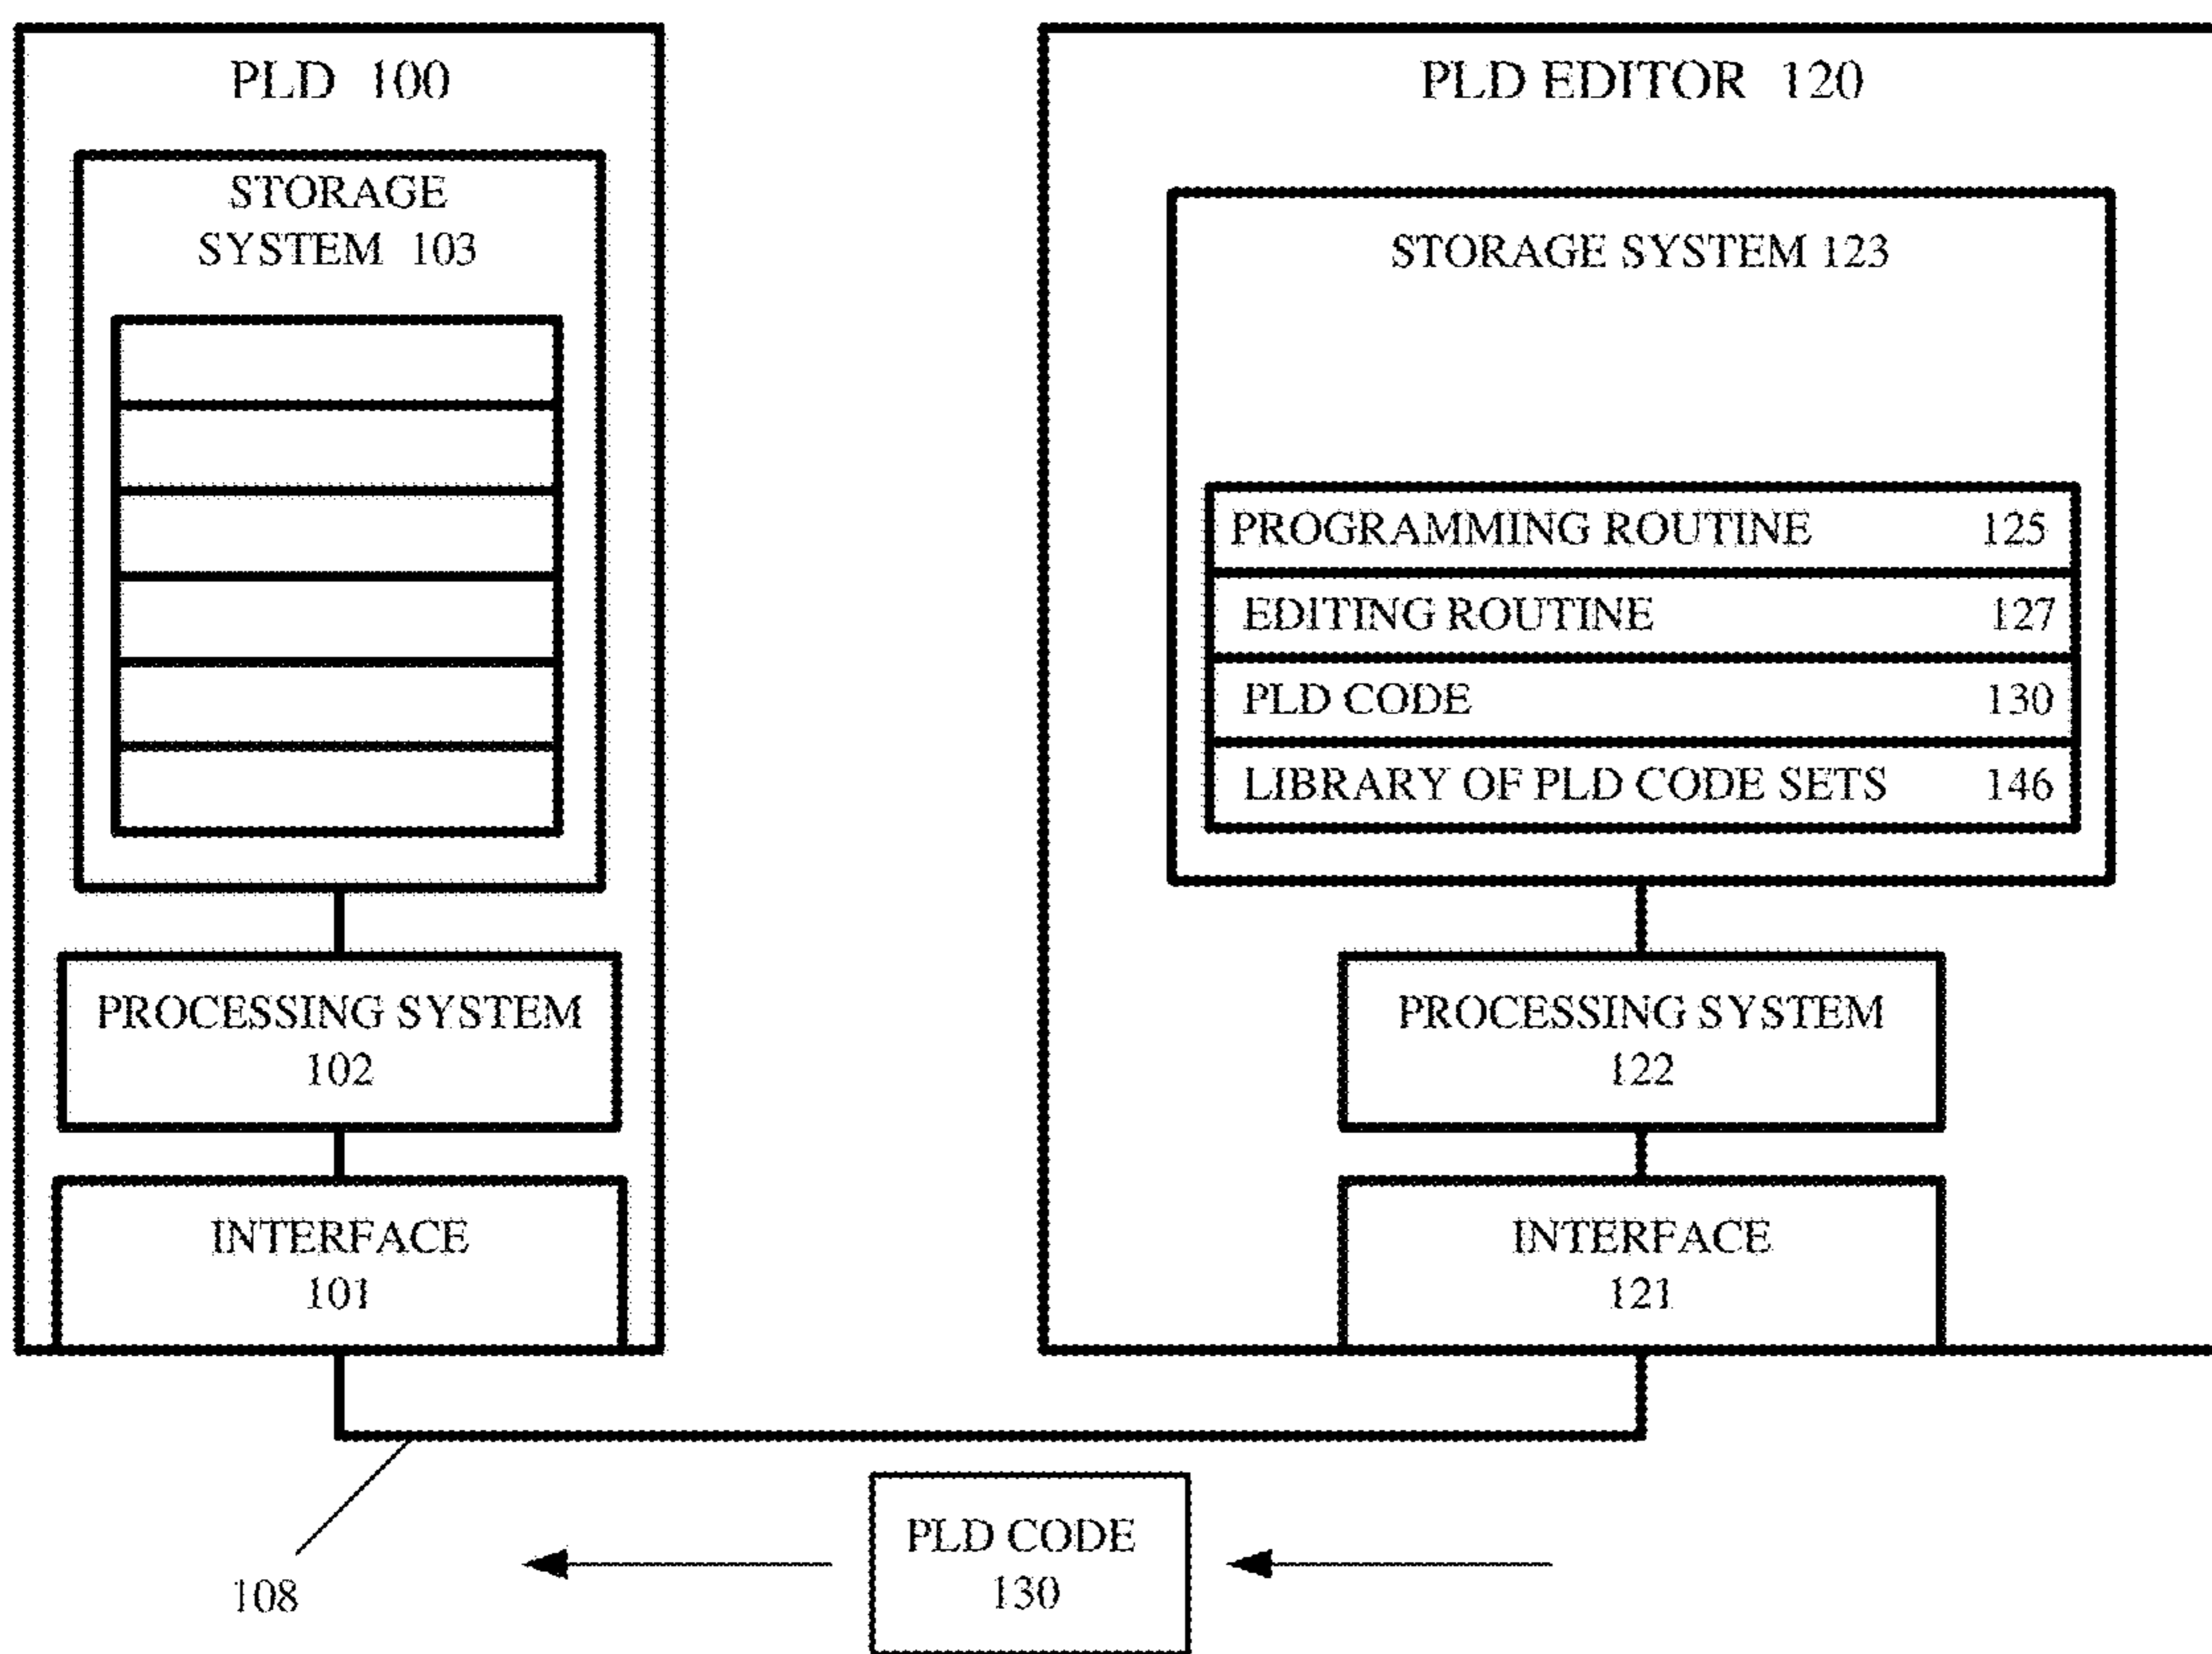 PLD 100
STORAGE
SYSTEM 103
PROCESSING SYSTEM
102
INTERFACE
101
PLD EDITOR 120
STORAGE SYSTEM 123
PROGRAMMING ROUTINE 125
EDITING ROUTINE 127
PLD CODE 130
LIBRARY OF PLD CODE SETS 146
PROCESSING SYSTEM
122
INTERFACE
121
108
PLD CODE
130